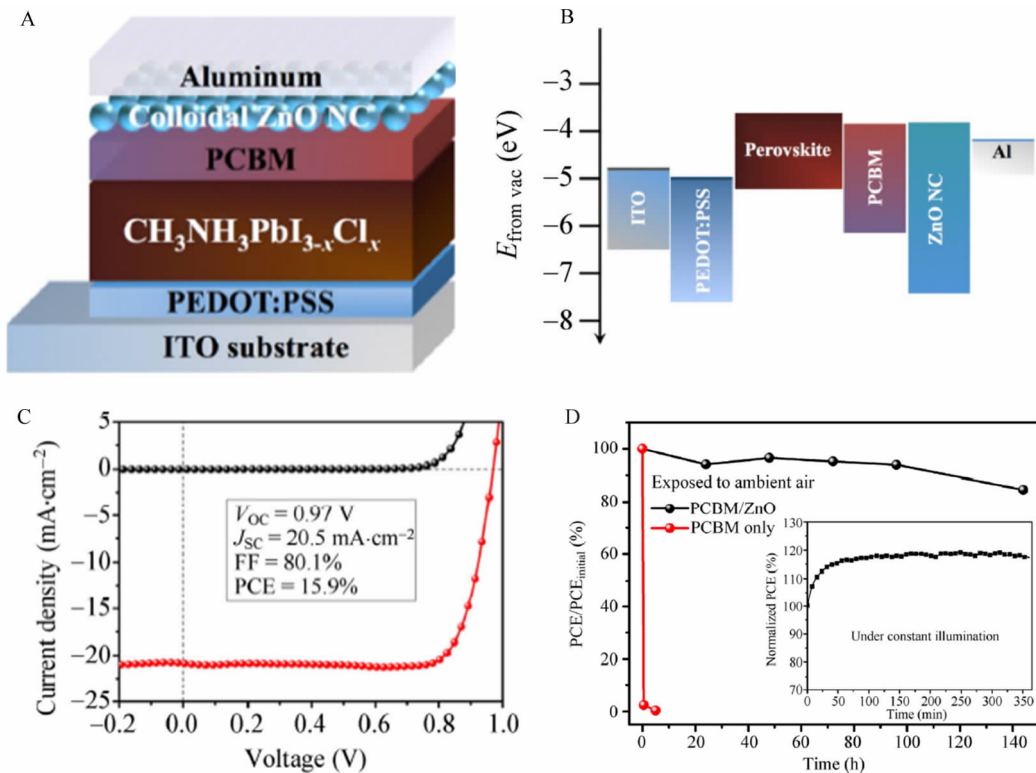 A
Aluminum
Colloidal ZnO NC
PCBM
CH₃NH₃PbI₃₋ₓClₓ
PEDOT:PSS
ITO substrate
B
E from vac (eV)
−3
−4
−5
−6
−7
−8
ITO
PEDOT:PSS
Perovskite
PCBM
ZnO NC
Al
C
Current density (mA·cm⁻²)
5
0
−5
−10
−15
−20
−25
V_OC = 0.97 V
J_SC = 20.5 mA·cm⁻²
FF = 80.1%
PCE = 15.9%
−0.2 0.0 0.2 0.4 0.6 0.8 1.0
Voltage (V)
D
PCE/PCE_initial (%)
100
80
60
40
20
0
Exposed to ambient air
PCBM/ZnO
PCBM only
Normalized PCE (%)
130
120
110
100
90
80
70
Under constant illumination
0 50 100 150 200 250 300 350
Time (min)
0 20 40 60 80 100 120 140
Time (h)